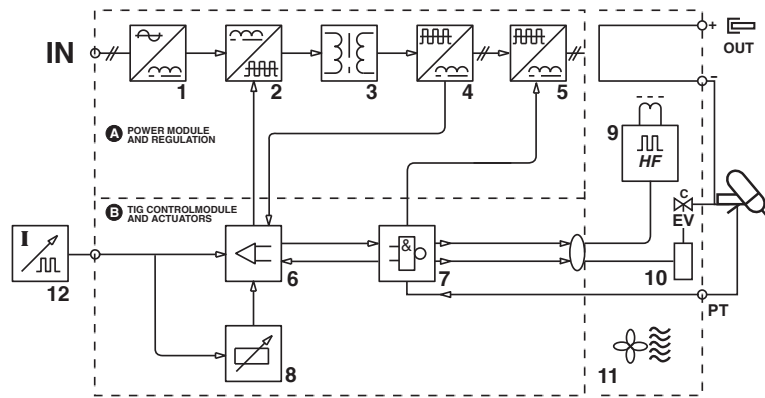 IN
+
OUT
-
1
2
3
4
5
9
HF
A POWER MODULE
AND REGULATION
B TIG CONTROLMODULE
AND ACTUATORS
C
EV
I
&
12
6
7
10
PT
8
11